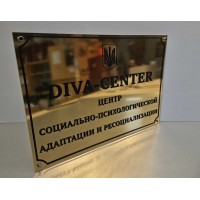 DIVA-CENTER
ЦЕНТР
СОЦИАЛЬНО-ПСИХОЛОГИЧЕСКОЙ
АДАПТАЦИИ И РЕСОЦИАЛИЗАЦИИ